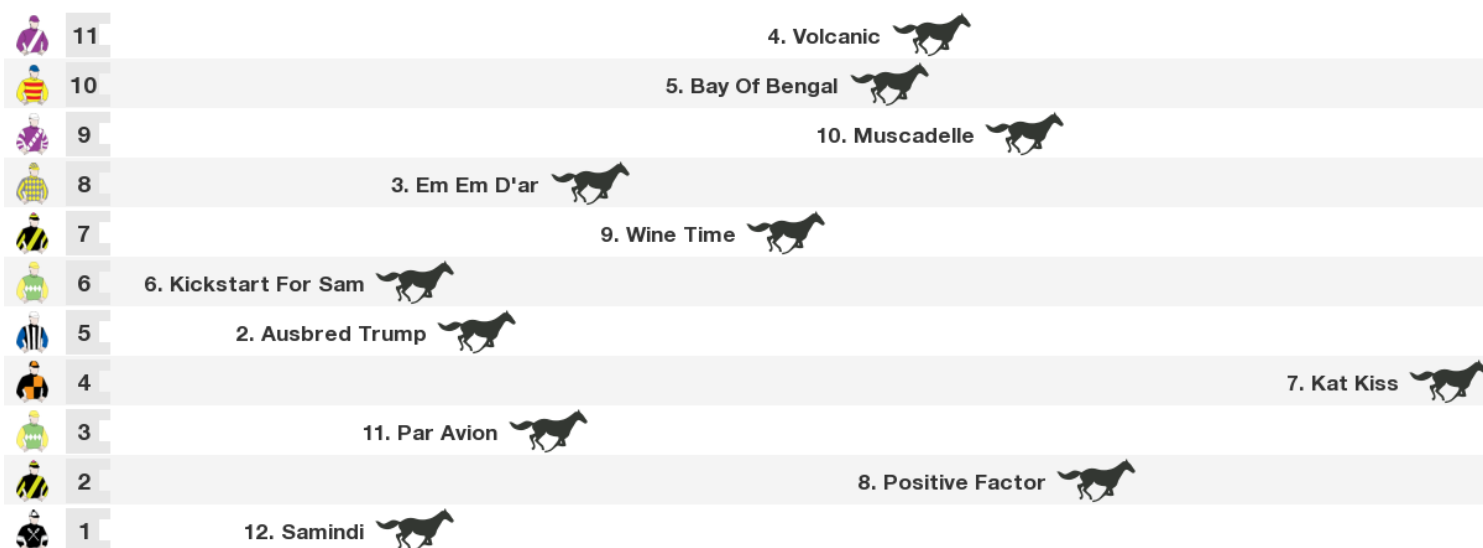 11 4. Volcanic
10 5. Bay Of Bengal
9 10. Muscadelle
8 3. Em Em D'ar
7 9. Wine Time
6 6. Kickstart For Sam
5 2. Ausbred Trump
4 7. Kat Kiss
3 11. Par Avion
2 8. Positive Factor
1 12. Samindi